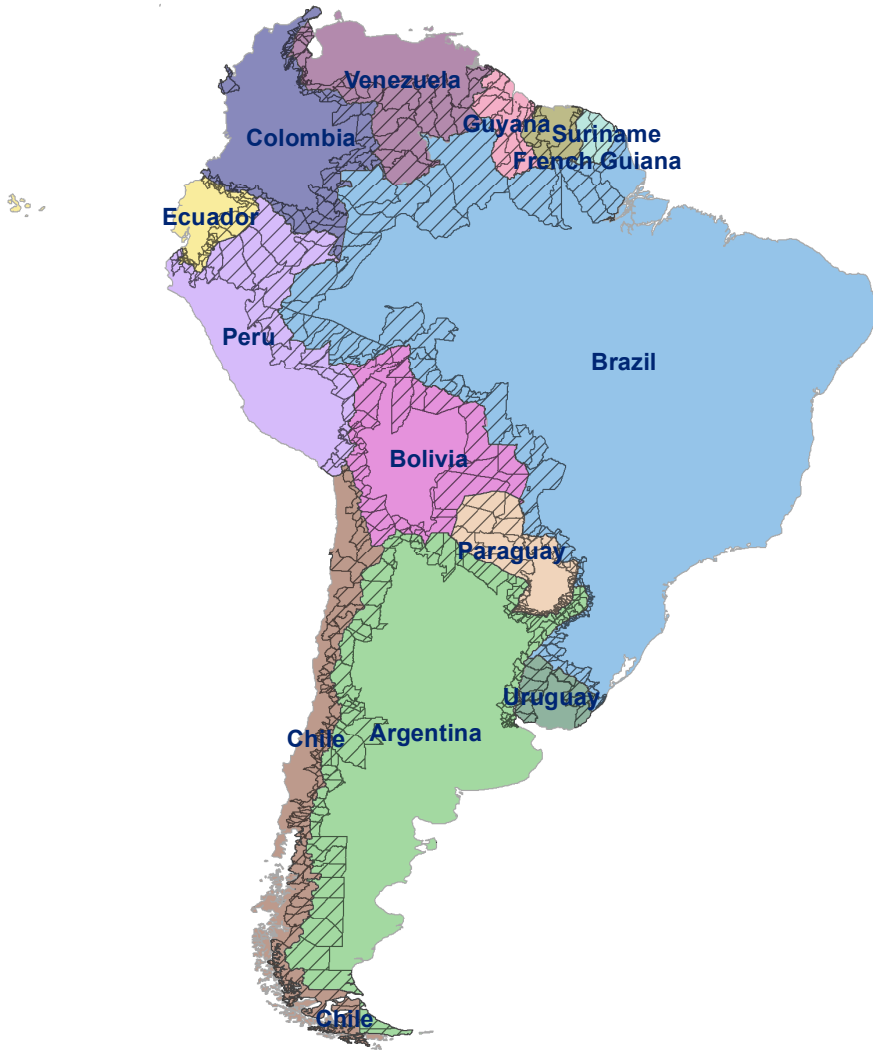 Venezuela
Guyana
Suriname
Colombia
French Guiana
Ecuador
Peru
Brazil
Bolivia
Paraguay
Uruguay
Chile
Argentina
Chile